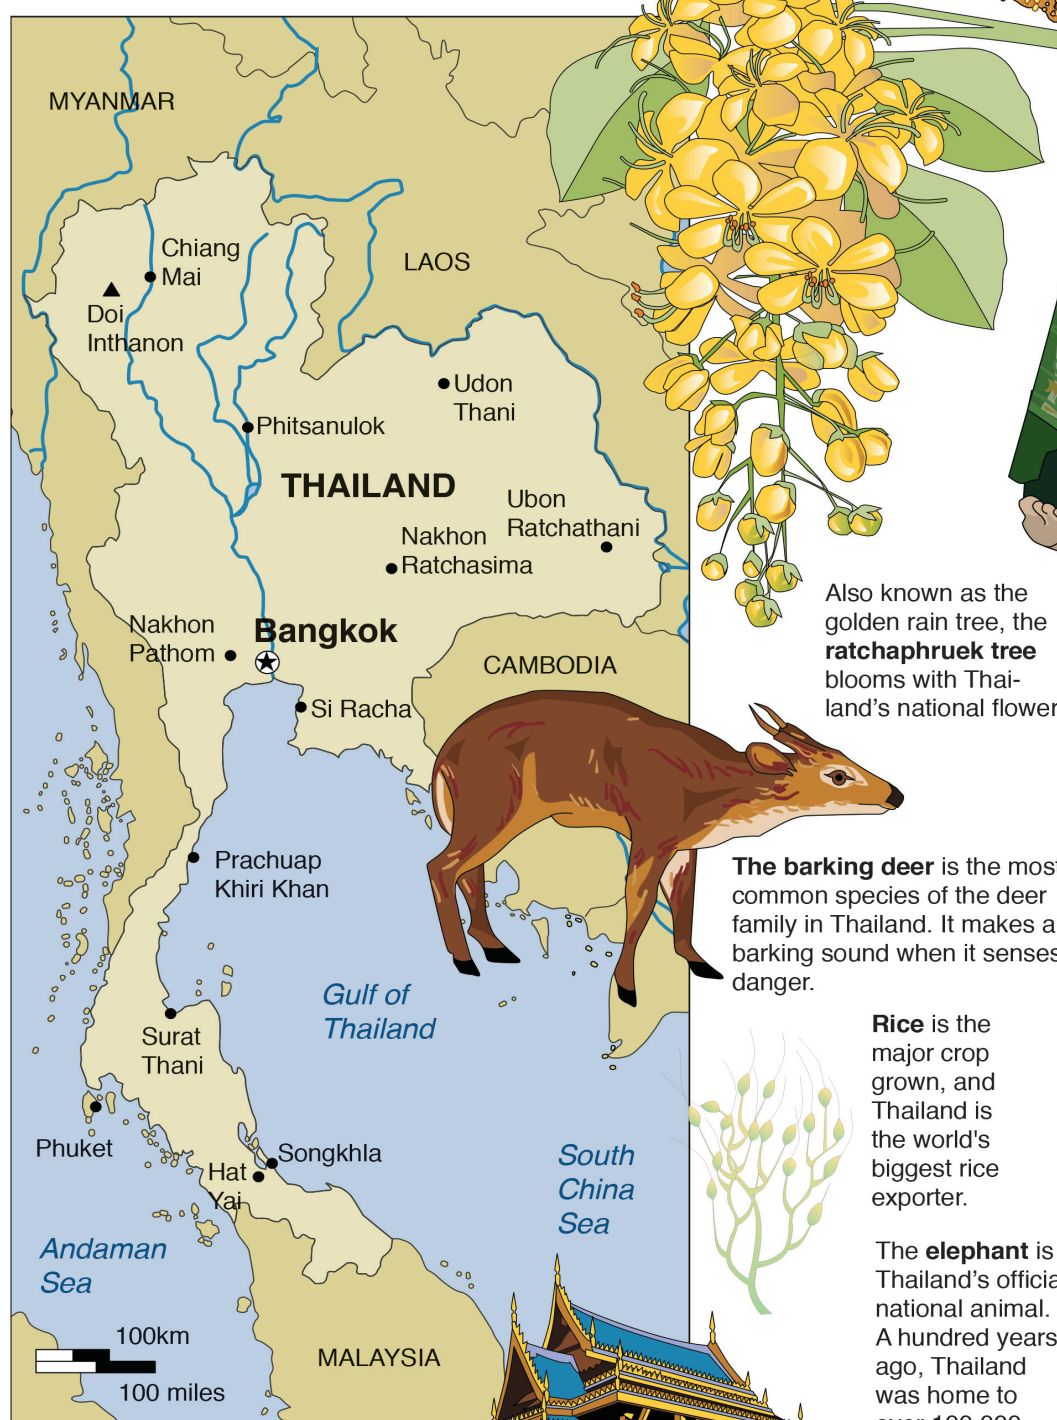 MYANMAR
Chiang
Mai
LAOS
Doi
Inthanon
Udon
Thani
Phitsanulok
THAILAND
Ubon
Ratchathani
Nakhon
Ratchasima
Nakhon
Pathom
Bangkok
CAMBODIA
Si Racha
Also known as the
golden rain tree, the
ratchaphruek tree
blooms with Thai-
land's national flower
Prachuap
Khiri Khan
The barking deer is the most
common species of the deer
family in Thailand. It makes a
barking sound when it senses
danger.
Gulf of
Thailand
Surat
Thani
Rice is the
major crop
grown, and
Thailand is
the world's
biggest rice
exporter.
Phuket
Songkhla
Hat
Yai
South
China
Sea
Andaman
Sea
The elephant is
Thailand's officia
national animal.
A hundred years
ago, Thailand
was home to
over 100,000
100km
100 miles
MALAYSIA